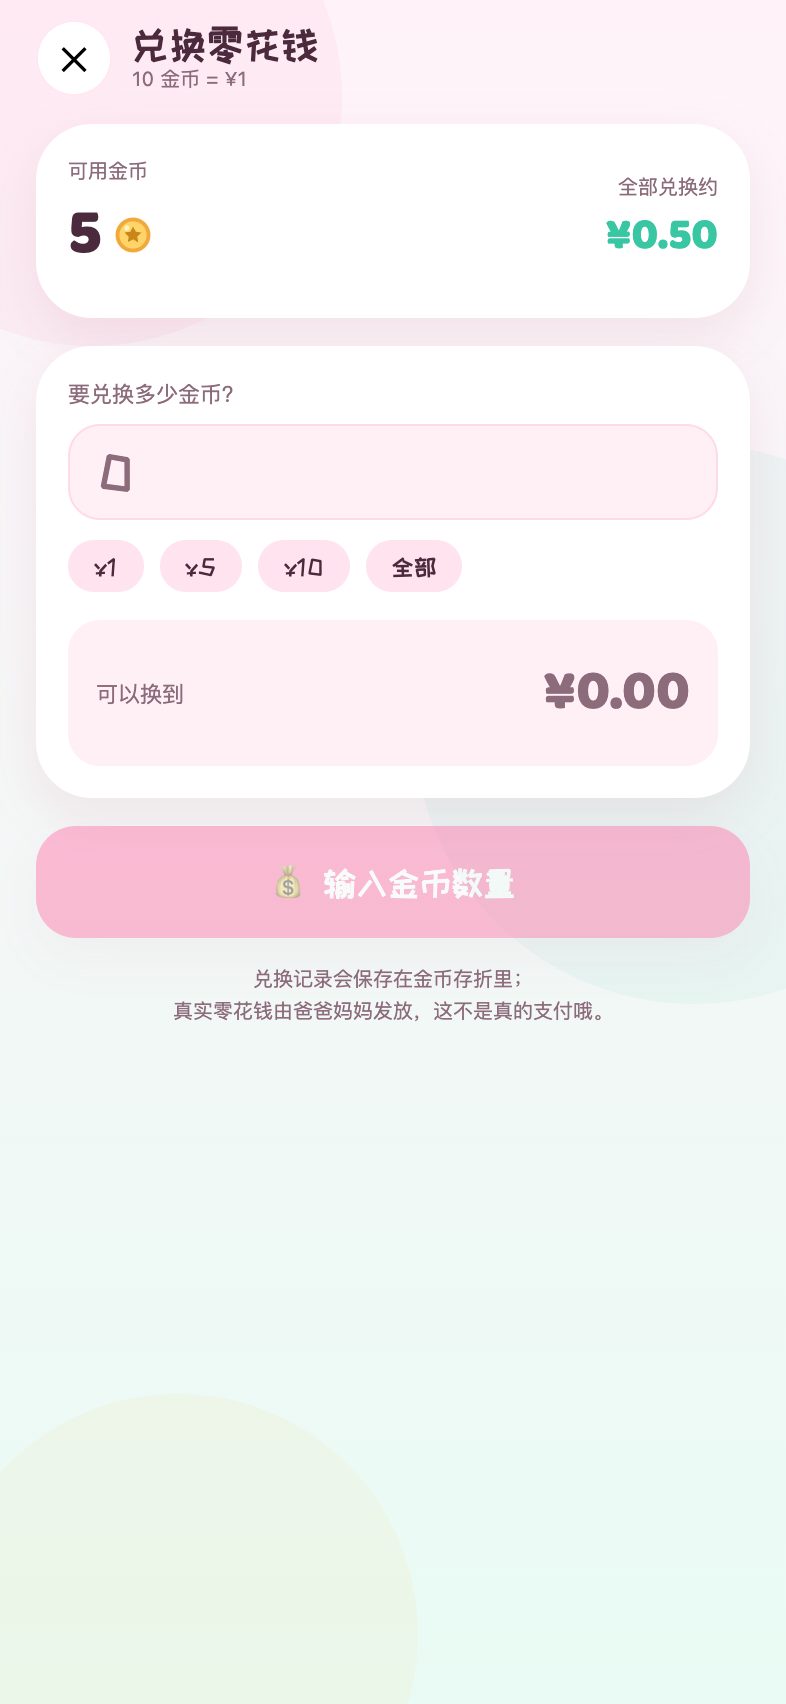 兑换零花钱
10 金币 = ¥1
可用金币
5
全部兑换约
¥0.50
要兑换多少金币?
0
¥1 ¥5 ¥10 全部
可以换到
¥0.00
输入金币数量
兑换记录会保存在金币存折里；
真实零花钱由爸爸妈妈发放，这不是真的支付哦。